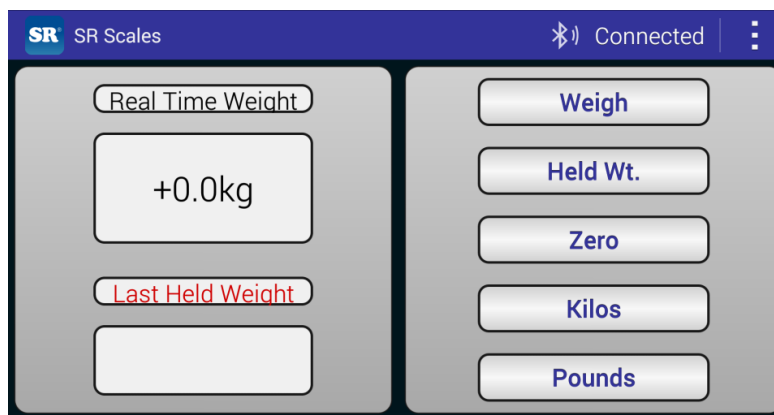 SR SR Scales
Connected
Real Time Weight
+0.0kg
Last Held Weight
Weigh
Held Wt.
Zero
Kilos
Pounds